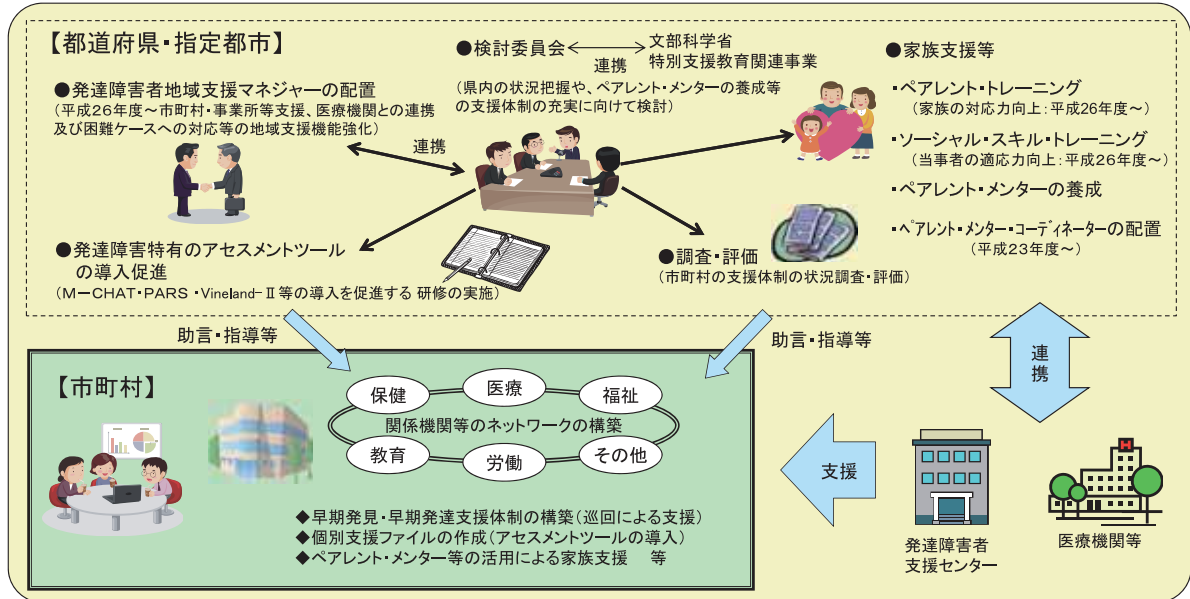 【都道府県・指定都市】
●発達障害者地域支援マネジャーの配置
(平成26年度～市町村・事業所等支援、医療機関との連携
及び困難ケースへの対応等の地域支援機能強化)
連携
●検討委員会
連携
文部科学省
特別支援教育関連事業
(県内の状況把握や、ペアレント・メンターの養成等
の支援体制の充実に向けて検討)
●家族支援等
・ペアレント・トレーニング
(家族の対応力向上：平成26年度～)
・ソーシャル・スキル・トレーニング
(当事者の適応力向上：平成26年度～)
・ペアレント・メンターの養成
・ペアレント・メンター・コーディネーターの配置
(平成23年度～)
●発達障害特有のアセスメントツール
の導入促進
(M－CHAT・PARS・Vineland－Ⅱ等の導入を促進する 研修の実施)
●調査・評価
(市町村の支援体制の状況調査・評価)
助言・指導等
助言・指導等
連携
【市町村】
保健
医療
福祉
関係機関等のネットワークの構築
教育
労働
その他
◆早期発見・早期発達支援体制の構築(巡回による支援)
◆個別支援ファイルの作成(アセスメントツールの導入)
◆ペアレント・メンター等の活用による家族支援 等
支援
発達障害者
支援センター
H
医療機関等